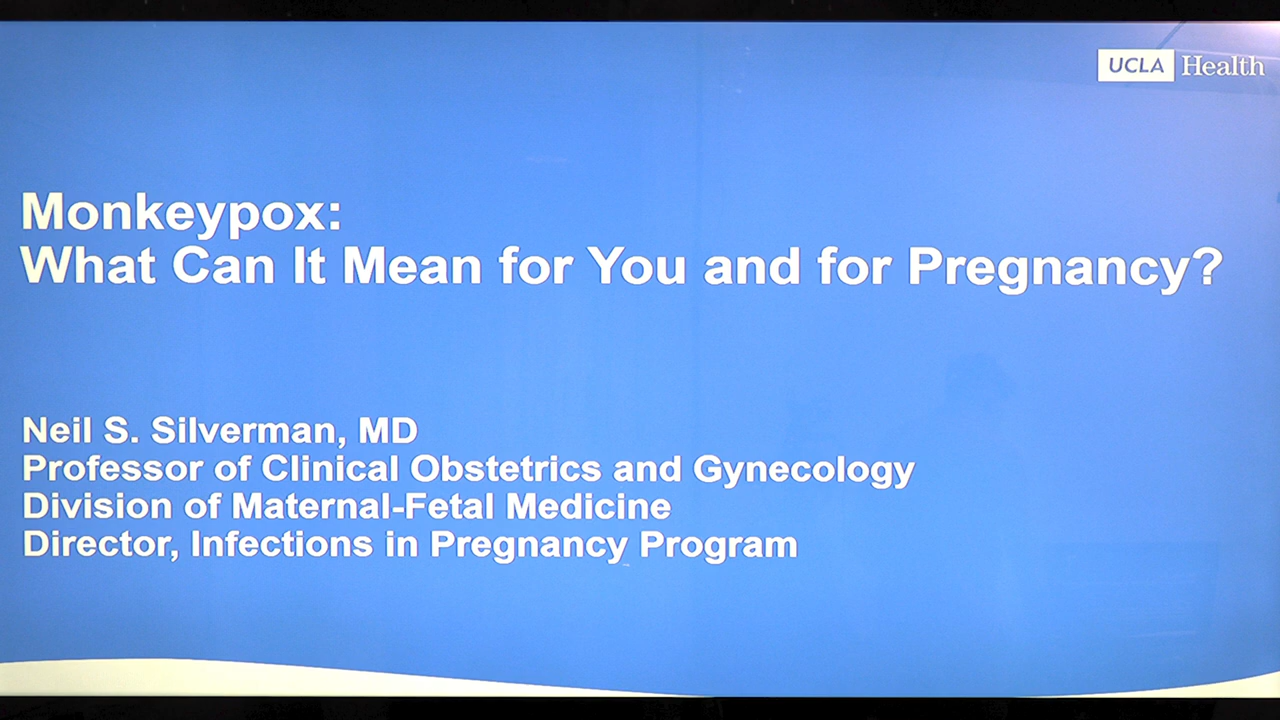 UCLA Health
Monkeypox:
What Can It Mean for You and for Pregnancy?
Neil S. Silverman, MD
Professor of Clinical Obstetrics and Gynecology
Division of Maternal-Fetal Medicine
Director, Infections in Pregnancy Program